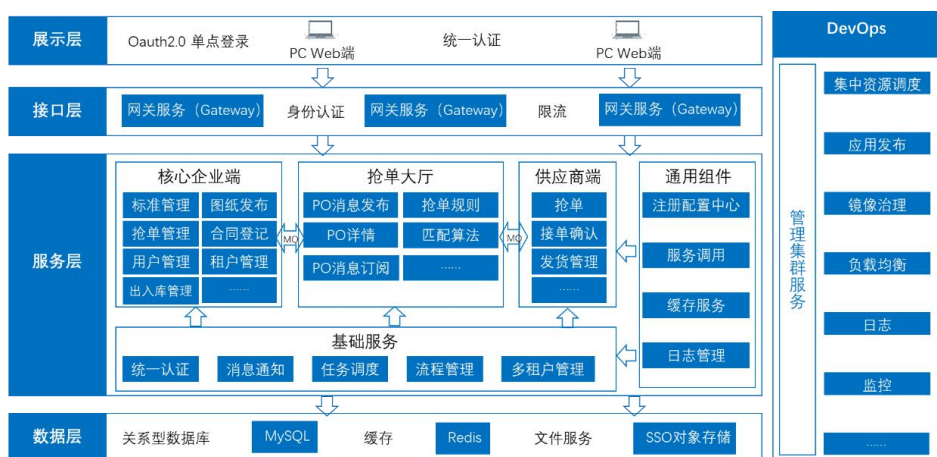 展示层
Oauth2.0 单点登录
PC Web端
统一认证
PC Web端
接口层
网关服务（Gateway）
身份认证
网关服务（Gateway）
限流
网关服务（Gateway）
服务层
核心企业端
标准管理 图纸发布
抢单管理 合同登记
用户管理 租户管理
出入库管理 ……
MQ
抢单大厅
PO消息发布 抢单规则
PO详情 匹配算法
PO消息订阅 ……
MQ
供应商端
抢单
接单确认
发货管理
……
通用组件
注册配置中心
服务调用
缓存服务
日志管理
基础服务
统一认证 消息通知 任务调度 流程管理 多租户管理
数据层
关系型数据库
MySQL
缓存
Redis
文件服务
SSO对象存储
DevOps
管理集群服务
集中资源调度
应用发布
镜像治理
负载均衡
日志
监控
……